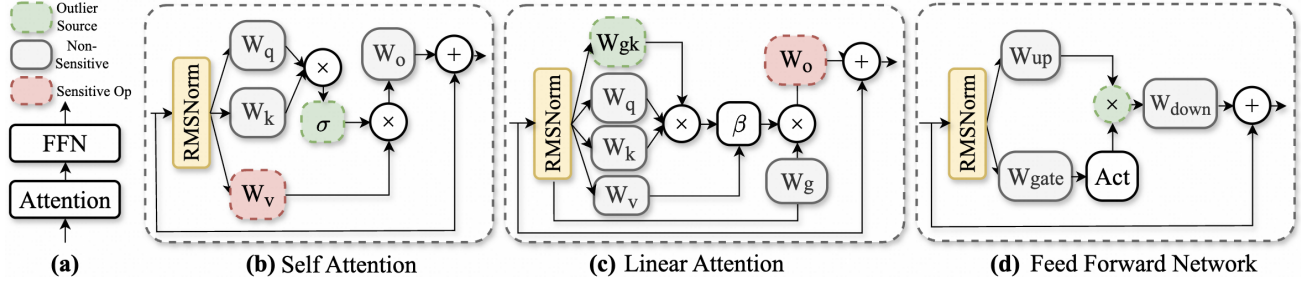 Outlier
Source
Non-
Sensitive
Sensitive Op
FFN
Attention
(a)
RMSNorm
Wq
Wk
Wv
×
σ
×
Wo
+
(b) Self Attention
RMSNorm
Wgk
Wq
Wk
Wv
×
β
×
Wg
Wo
+
(c) Linear Attention
RMSNorm
Wup
Wgate
×
Act
Wdown
+
(d) Feed Forward Network